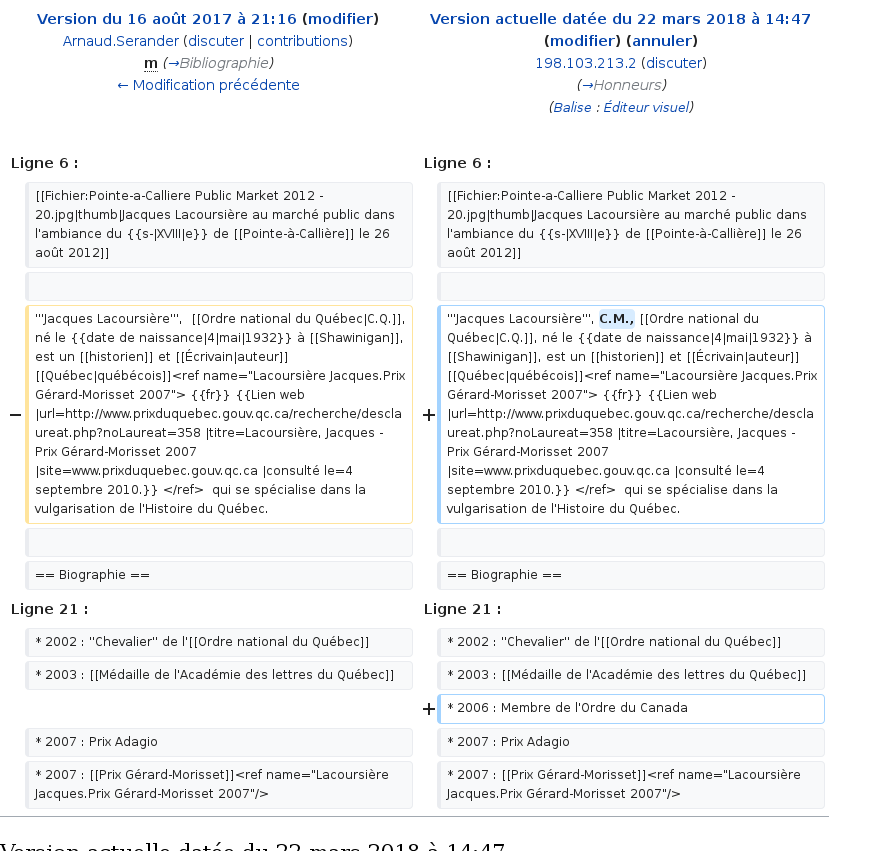 Version du 16 août 2017 à 21:16 (modifier)
Arnaud.Serander (discuter | contributions)
m (→Bibliographie)
← Modification précédente
Version actuelle datée du 22 mars 2018 à 14:47
(modifier) (annuler)
198.103.213.2 (discuter)
(→Honneurs)
(Balise : Éditeur visuel)
Ligne 6 :
Ligne 6 :
[[Fichier:Pointe-a-Calliere Public Market 2012 -
20.jpg|thumb|Jacques Lacoursière au marché public dans
l'ambiance du {{s-|XVIII|e}} de [[Pointe-à-Callière]] le 26
août 2012]]
[[Fichier:Pointe-a-Calliere Public Market 2012 -
20.jpg|thumb|Jacques Lacoursière au marché public dans
l'ambiance du {{s-|XVIII|e}} de [[Pointe-à-Callière]] le 26
août 2012]]
−
'''Jacques Lacoursière''',  [[Ordre national du Québec|C.Q.]],
né le {{date de naissance|4|mai|1932}} à [[Shawinigan]],
est un [[historien]] et [[Écrivain|auteur]]
[[Québec|québécois]]<ref name="Lacoursière Jacques.Prix
Gérard-Morisset 2007"> {{fr}} {{Lien web
|url=http://www.prixduquebec.gouv.qc.ca/recherche/descla
ureat.php?noLaureat=358 |titre=Lacoursière, Jacques -
Prix Gérard-Morisset 2007
|site=www.prixduquebec.gouv.qc.ca |consulté le=4
septembre 2010.}} </ref>  qui se spécialise dans la
vulgarisation de l'Histoire du Québec.
+
'''Jacques Lacoursière''', C.M., [[Ordre national du
Québec|C.Q.]], né le {{date de naissance|4|mai|1932}} à
[[Shawinigan]], est un [[historien]] et [[Écrivain|auteur]]
[[Québec|québécois]]<ref name="Lacoursière Jacques.Prix
Gérard-Morisset 2007"> {{fr}} {{Lien web
|url=http://www.prixduquebec.gouv.qc.ca/recherche/descla
ureat.php?noLaureat=358 |titre=Lacoursière, Jacques -
Prix Gérard-Morisset 2007
|site=www.prixduquebec.gouv.qc.ca |consulté le=4
septembre 2010.}} </ref>  qui se spécialise dans la
vulgarisation de l'Histoire du Québec.
== Biographie ==
== Biographie ==
Ligne 21 :
Ligne 21 :
* 2002 : ''Chevalier'' de l'[[Ordre national du Québec]]
* 2002 : ''Chevalier'' de l'[[Ordre national du Québec]]
* 2003 : [[Médaille de l'Académie des lettres du Québec]]
* 2003 : [[Médaille de l'Académie des lettres du Québec]]
+
* 2006 : Membre de l'Ordre du Canada
* 2007 : Prix Adagio
* 2007 : Prix Adagio
* 2007 : [[Prix Gérard-Morisset]]<ref name="Lacoursière
Jacques.Prix Gérard-Morisset 2007"/>
* 2007 : [[Prix Gérard-Morisset]]<ref name="Lacoursière
Jacques.Prix Gérard-Morisset 2007"/>
Version actuelle datée du 22 mars 2018 à 14:47